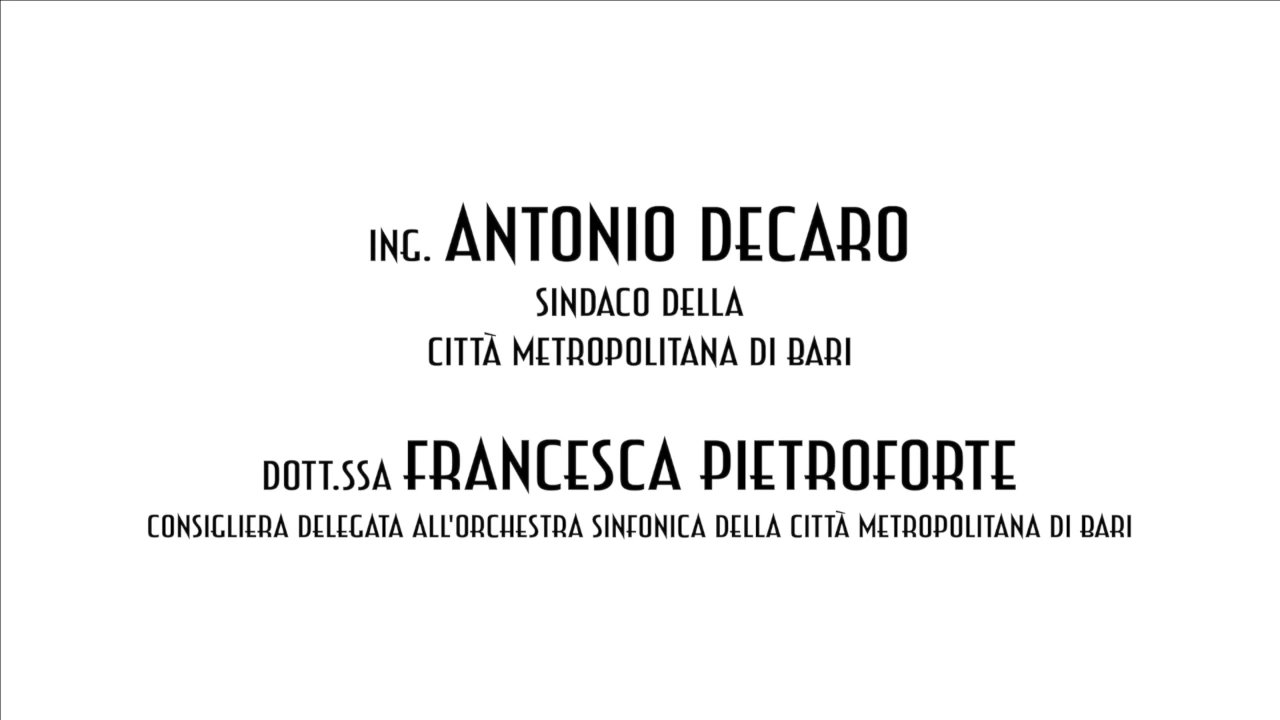 ING. ANTONIO DECARO
SINDACO DELLA
CITTÀ METROPOLITANA DI BARI
DOTT.SSA FRANCESCA PIETROFORTE
CONSIGLIERA DELEGATA ALL'ORCHESTRA SINFONICA DELLA CITTÀ METROPOLITANA DI BARI